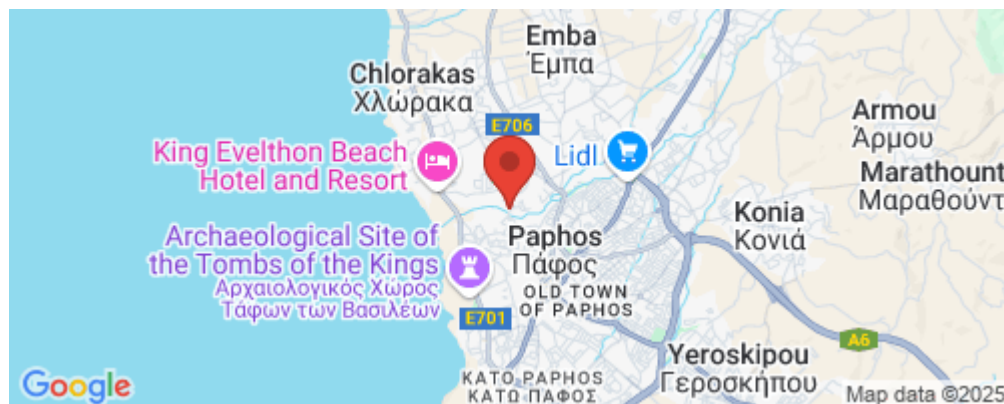 Emba
Έμπα
Chlorakas
Χλώρακα
E706
Armou
Άρμου
King Evelthon Beach
Hotel and Resort
Lidl
Marathount
Μαραθούντ
Konia
Κονιά
Archaeological Site of
the Tombs of the Kings
Αρχαιολογικός Χώρος
Τάφων των Βασιλέων
Paphos
Πάφος
OLD TOWN
OF PAPHOS
E701
A6
Yeroskipou
Γεροσκήπου
KATO PAPHOS
ΚΑΤΩ ΠΑΦΟΣ
Google
Map data ©2025